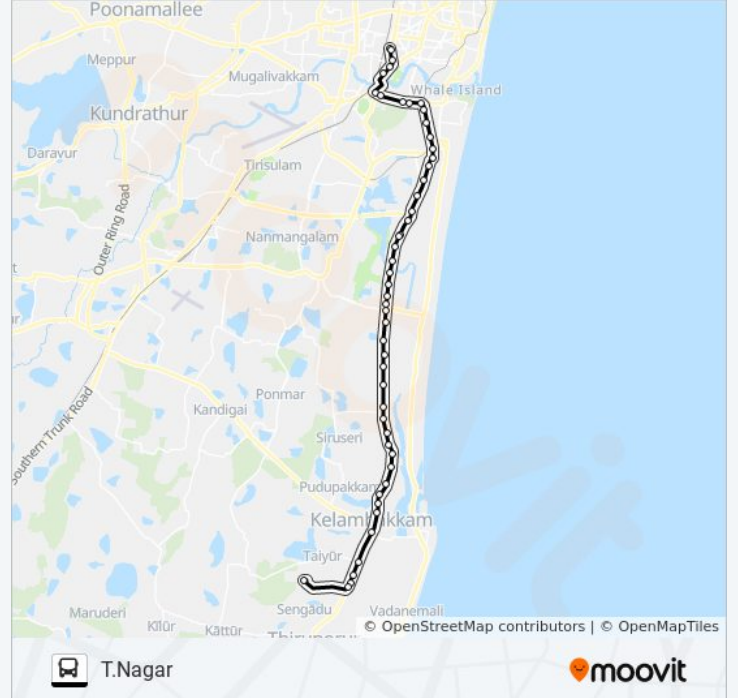 Poonamallee
Meppur
Mugalivakkam
Whale Island
Kundrathur
Daravur
Tirisulam
Outer Ring Road
Nanmangalam
Southern Trunk Road
Ponmar
Kandigai
Siruseri
Pudupakkam
Kelambakkam
Taiyūr
Sengadu
Vadanemali
Maruderi
Kīlūr
Kāttūr
© OpenStreetMap contributors | © OpenMapTiles
T.Nagar
moovit